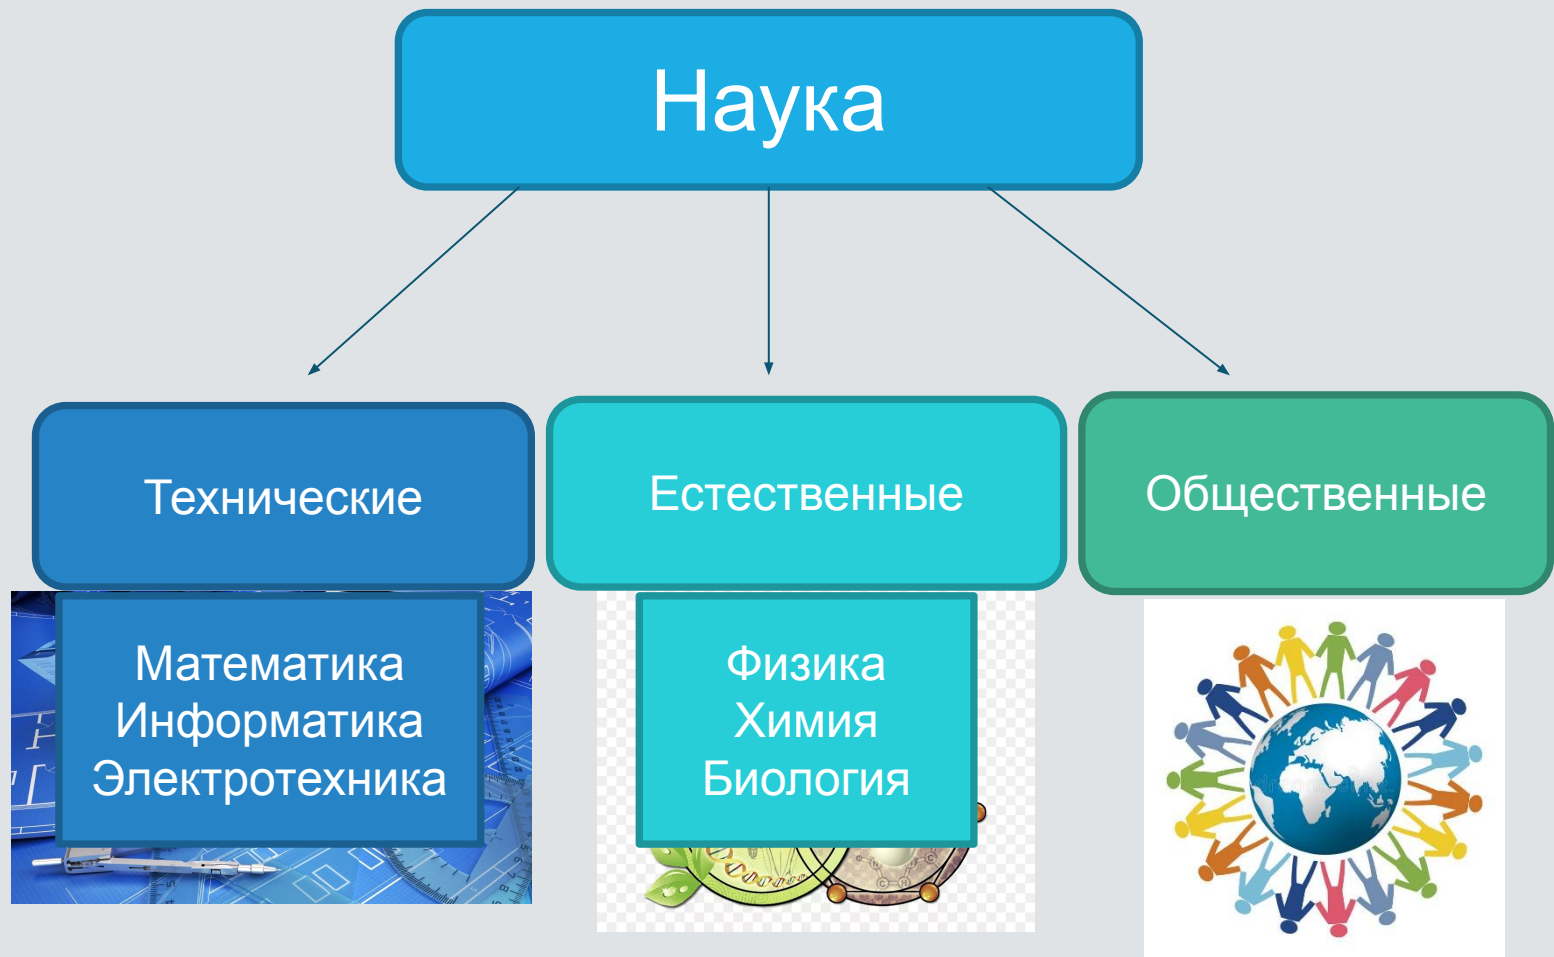 Наука
Технические
Естественные
Общественные
Математика
Информатика
Электротехника
Физика
Химия
Биология